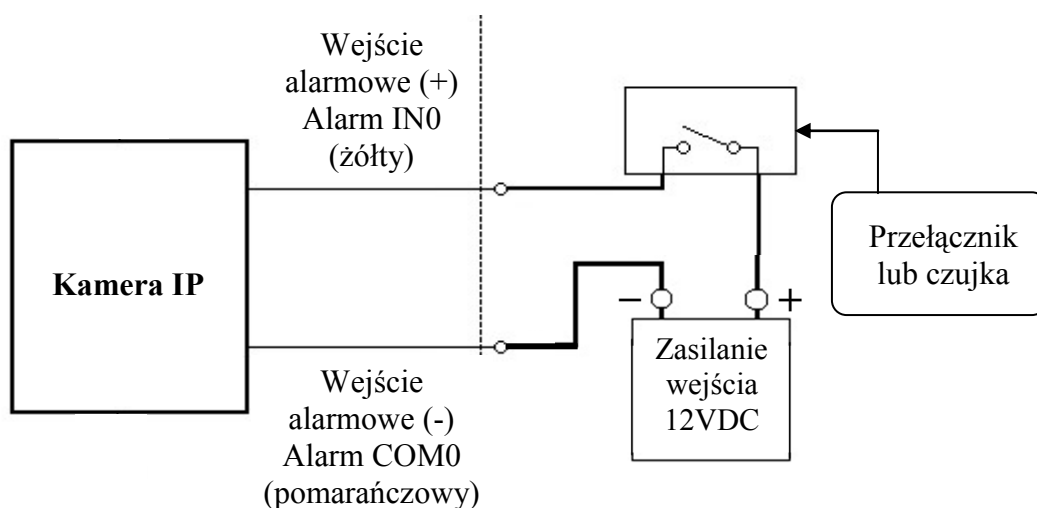 Wejście
alarmowe (+)
Alarm IN0
(żółty)
Kamera IP
Przełącznik
lub czujka
– +
Zasilanie
wejścia
12VDC
Wejście
alarmowe (-)
Alarm COM0
(pomarańczowy)